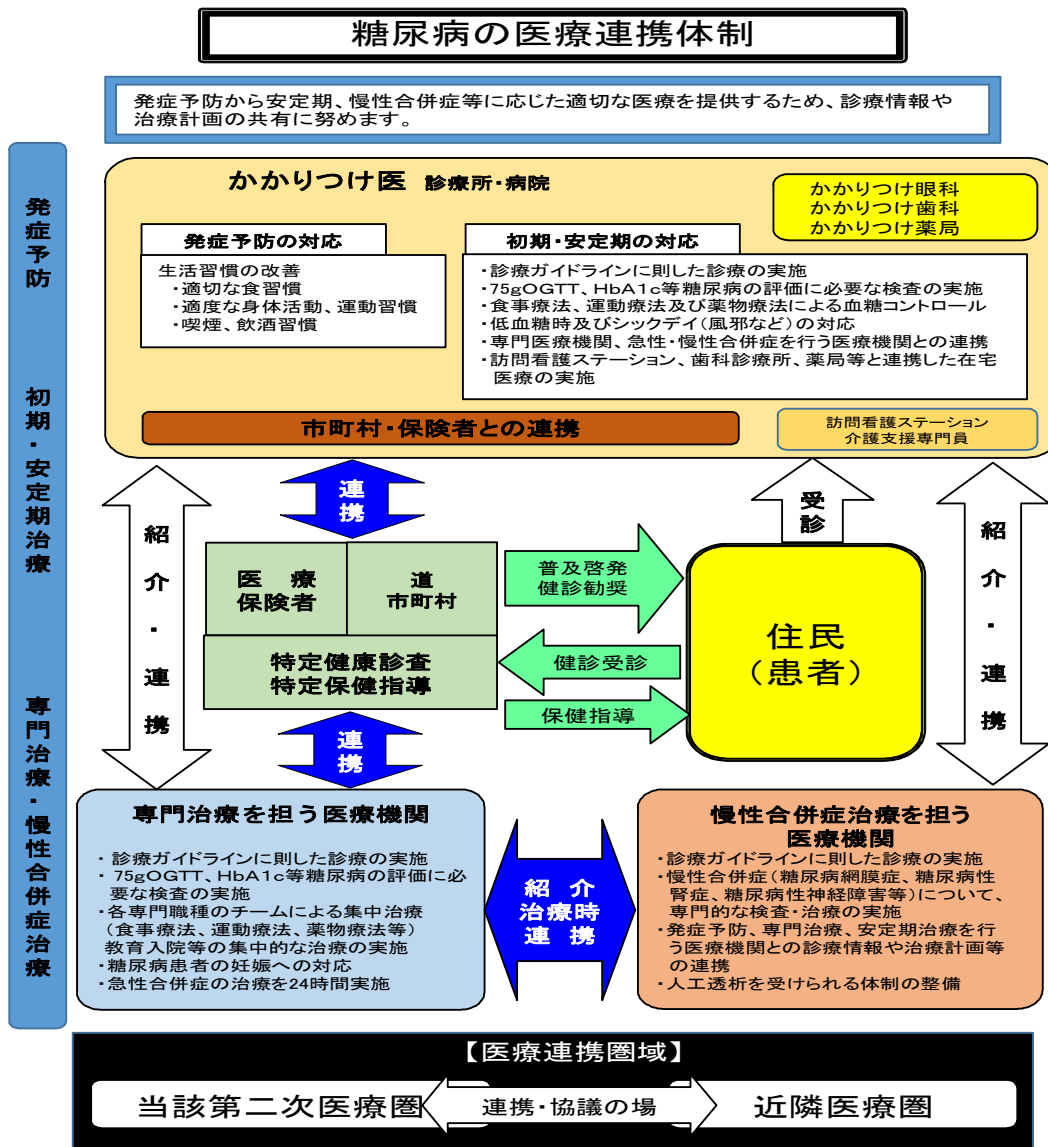 糖尿病の医療連携体制
発症予防から安定期、慢性合併症等に応じた適切な医療を提供するため、診療情報や
治療計画の共有に努めます。
発症予防
初期・安定期治療
専門治療・慢性合併症治療
かかりつけ医 診療所・病院
かかりつけ眼科
かかりつけ歯科
かかりつけ薬局
発症予防の対応
生活習慣の改善
・適切な食習慣
・適度な身体活動、運動習慣
・喫煙、飲酒習慣
初期・安定期の対応
・診療ガイドラインに則した診療の実施
・75gOGTT、HbA1c等糖尿病の評価に必要な検査の実施
・食事療法、運動療法及び薬物療法による血糖コントロール
・低血糖時及びシックデイ(風邪など)の対応
・専門医療機関、急性・慢性合併症を行う医療機関との連携
・訪問看護ステーション、歯科診療所、薬局等と連携した在宅
医療の実施
市町村・保険者との連携
訪問看護ステーション
介護支援専門員
紹介・連携
連携
受診
紹介・連携
医療
保険者
道
市町村
特定健康診査
特定保健指導
普及啓発
健診勧奨
健診受診
保健指導
住民
(患者)
連携
専門治療を担う医療機関
・診療ガイドラインに則した診療の実施
・75gOGTT、HbA1c等糖尿病の評価に必
要な検査の実施
・各専門職種のチームによる集中治療
(食事療法、運動療法、薬物療法等)
教育入院等の集中的な治療の実施
・糖尿病患者の妊娠への対応
・急性合併症の治療を24時間実施
紹介
治療時
連携
慢性合併症治療を担う
医療機関
・診療ガイドラインに則した診療の実施
・慢性合併症(糖尿病網膜症、糖尿病性
腎症、糖尿病性神経障害等)について、
専門的な検査・治療の実施
・発症予防、専門治療、安定期治療を行
う医療機関との診療情報や治療計画等
の連携
・人工透析を受けられる体制の整備
【医療連携圏域】
当該第二次医療圏
連携・協議の場
近隣医療圏